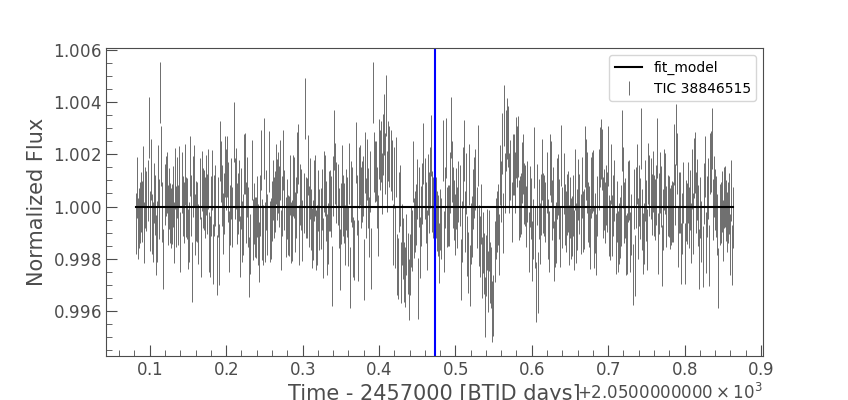 1.006
1.004
1.002
1.000
0.998
0.996
Normalized Flux
fit_model
TIC 38846515
0.1 0.2 0.3 0.4 0.5 0.6 0.7 0.8 0.9
Time - 2457000 [BTJD days]
+2.0500000000 × 10³